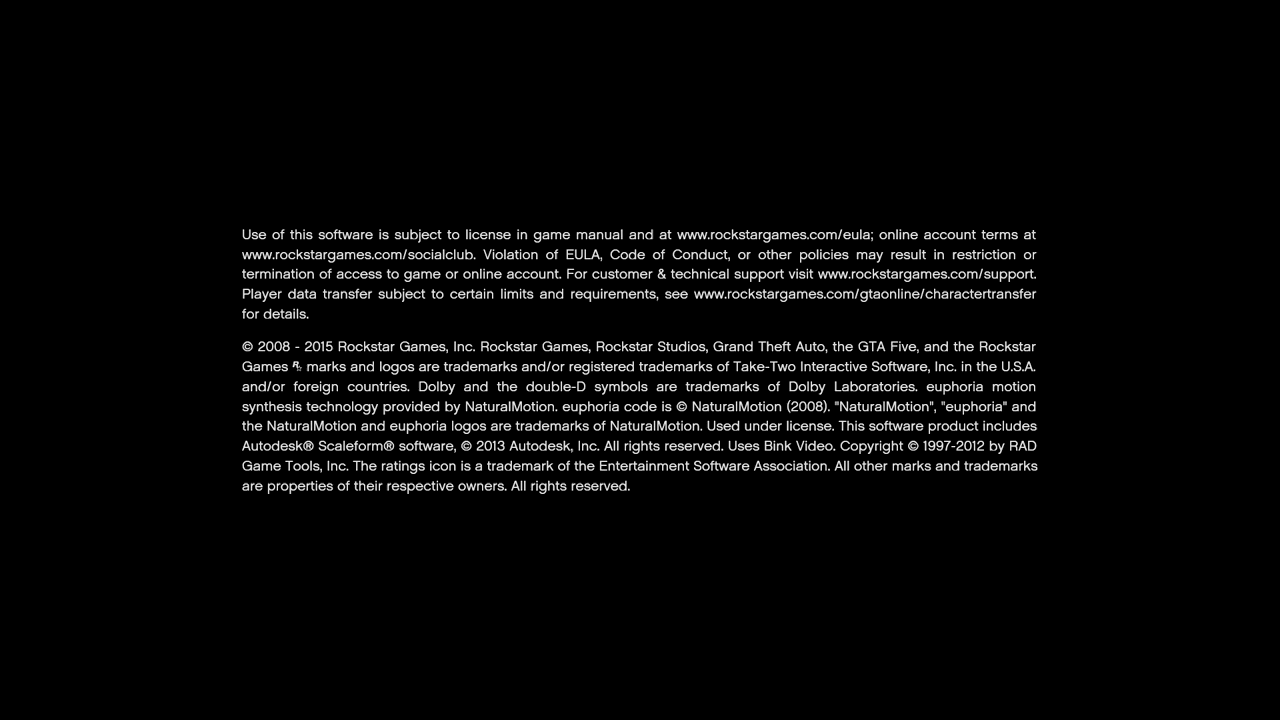 Use of this software is subject to license in game manual and at www.rockstargames.com/eula; online account terms at
www.rockstargames.com/socialclub. Violation of EULA, Code of Conduct, or other policies may result in restriction or
termination of access to game or online account. For customer & technical support visit www.rockstargames.com/support.
Player data transfer subject to certain limits and requirements, see www.rockstargames.com/gtaonline/charactertransfer
for details.
© 2008 - 2015 Rockstar Games, Inc. Rockstar Games, Rockstar Studios, Grand Theft Auto, the GTA Five, and the Rockstar
Games R* marks and logos are trademarks and/or registered trademarks of Take-Two Interactive Software, Inc. in the U.S.A.
and/or foreign countries. Dolby and the double-D symbols are trademarks of Dolby Laboratories. euphoria motion
synthesis technology provided by NaturalMotion. euphoria code is © NaturalMotion (2008). "NaturalMotion", "euphoria" and
the NaturalMotion and euphoria logos are trademarks of NaturalMotion. Used under license. This software product includes
Autodesk® Scaleform® software, © 2013 Autodesk, Inc. All rights reserved. Uses Bink Video. Copyright © 1997-2012 by RAD
Game Tools, Inc. The ratings icon is a trademark of the Entertainment Software Association. All other marks and trademarks
are properties of their respective owners. All rights reserved.